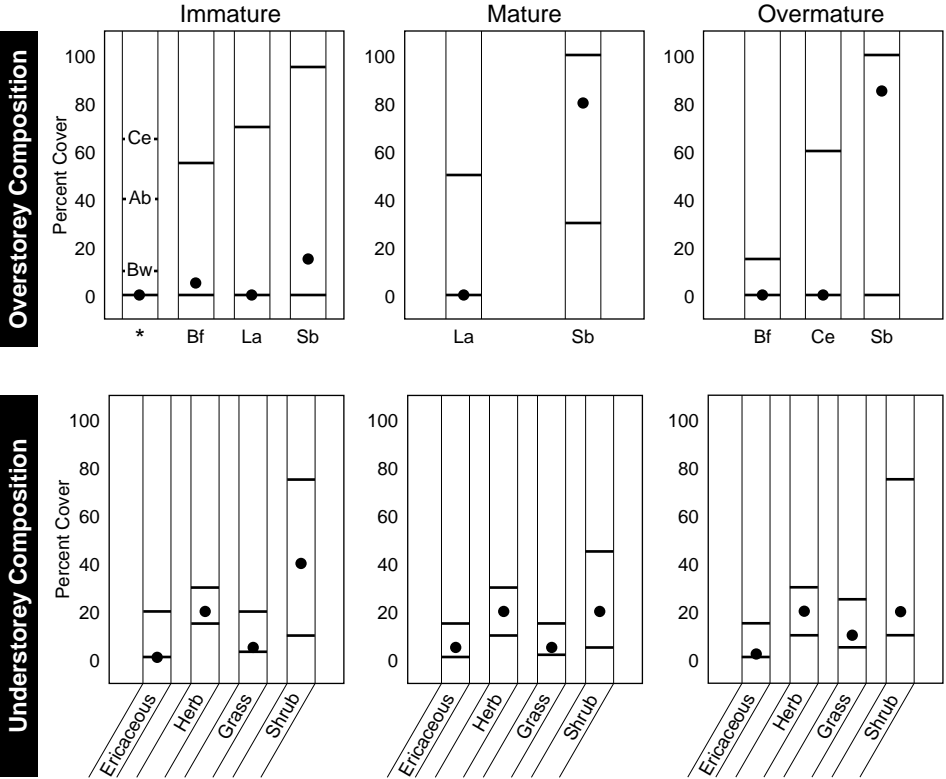 Immature Mature Overmature
Overstorey Composition
Percent Cover
100 100 100
80 80 80
60 60 60
40 40 40
20 20 20
0 0 0
Ce
Ab
Bw
* Bf La Sb La Sb Bf Ce Sb
Understorey Composition
Percent Cover
100 100 100
80 80 80
60 60 60
40 40 40
20 20 20
0 0 0
Ericaceous Herb Grass Shrub Ericaceous Herb Grass Shrub Ericaceous Herb Grass Shrub